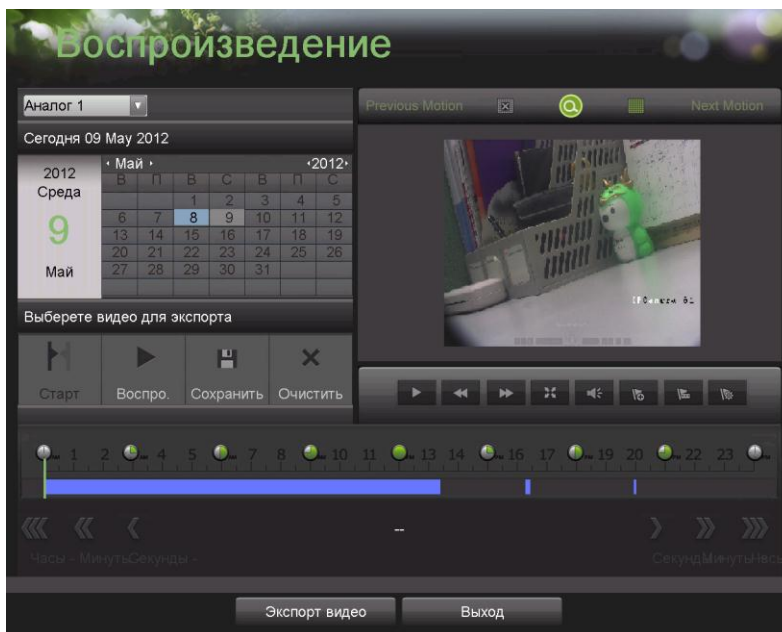 Воспроизведение
Аналог 1
Previous Motion Next Motion
Сегодня 09 May 2012
2012
Среда
9
Май
Май 2012
В П В С В П С
1 2 3 4 5
6 7 8 9 10 11 12
13 14 15 16 17 18 19
20 21 22 23 24 25 26
27 28 29 30 31
Выберете видео для экспорта
Старт Воспро. Сохранить Очистить
1 2 4 5 7 8 10 11 13 14 16 17 19 20 22 23
--
Часы - Минуты Секунды -
Секунд Минуты Часы
Экспорт видео Выход